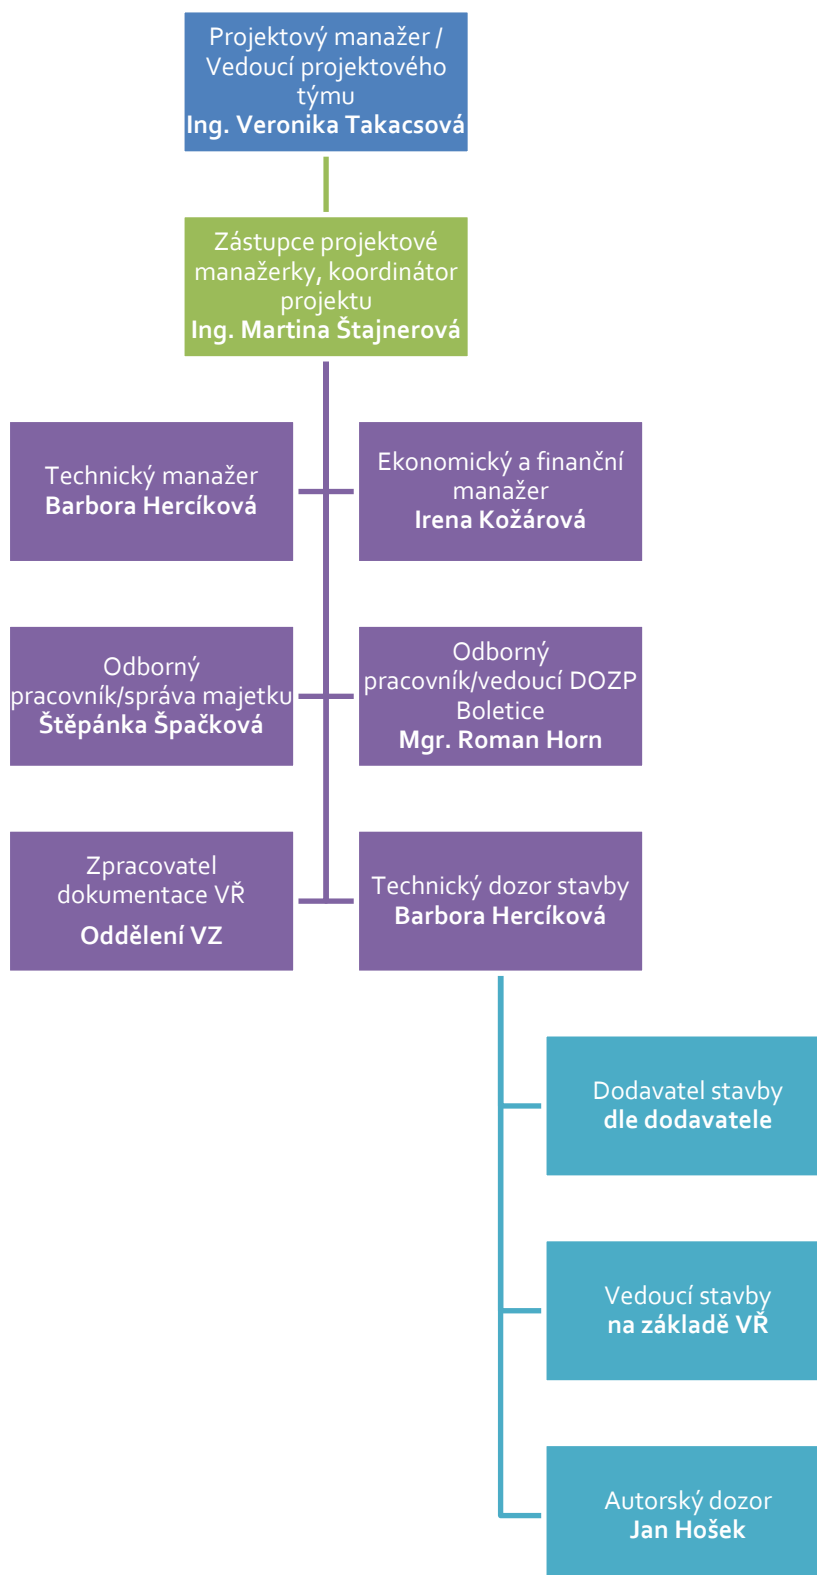 Projektový manažer /
Vedoucí projektového
týmu
Ing. Veronika Takacsová
Zástupce projektové
manažerky, koordinátor
projektu
Ing. Martina Štajnerová
Technický manažer
Barbora Hercíková
Ekonomický a finanční
manažer
Irena Kožárová
Odborný
pracovník/správa majetku
Štěpánka Špačková
Odborný
pracovník/vedoucí DOZP
Boletice
Mgr. Roman Horn
Zpracovatel
dokumentace VŘ
Oddělení VZ
Technický dozor stavby
Barbora Hercíková
Dodavatel stavby
dle dodavatele
Vedoucí stavby
na základě VŘ
Autorský dozor
Jan Hošek